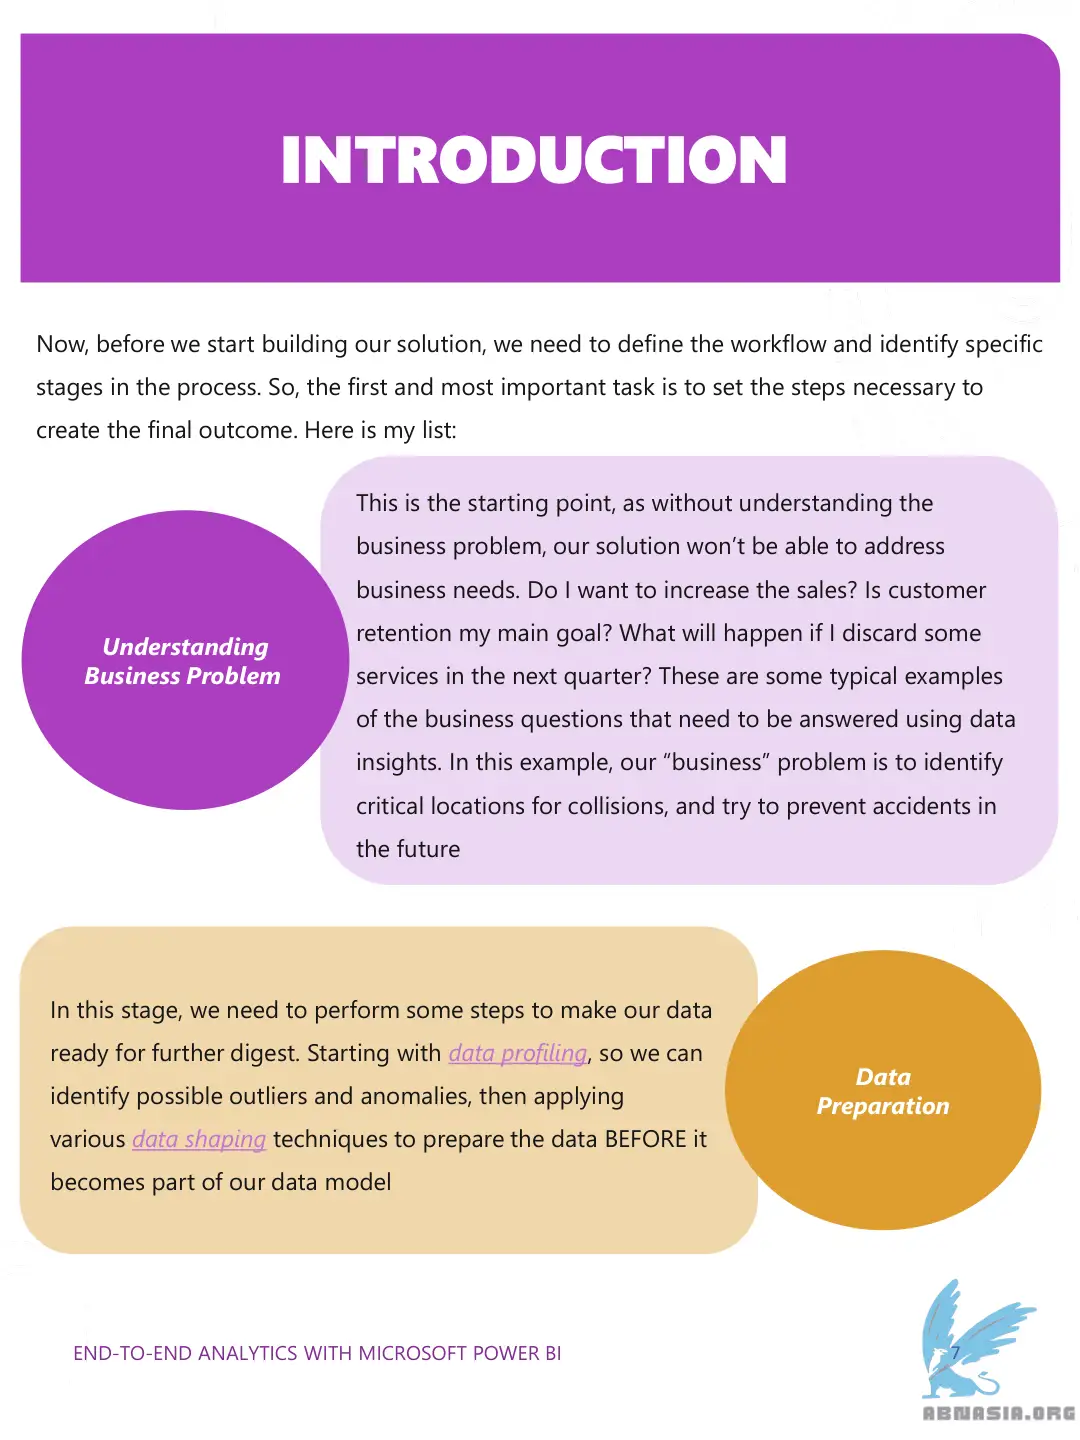 INTRODUCTION
Now, before we start building our solution, we need to define the workflow and identify specific
stages in the process. So, the first and most important task is to set the steps necessary to
create the final outcome. Here is my list:
Understanding
Business Problem
This is the starting point, as without understanding the
business problem, our solution won’t be able to address
business needs. Do I want to increase the sales? Is customer
retention my main goal? What will happen if I discard some
services in the next quarter? These are some typical examples
of the business questions that need to be answered using data
insights. In this example, our “business” problem is to identify
critical locations for collisions, and try to prevent accidents in
the future
In this stage, we need to perform some steps to make our data
ready for further digest. Starting with data profiling, so we can
identify possible outliers and anomalies, then applying
various data shaping techniques to prepare the data BEFORE it
becomes part of our data model
Data
Preparation
END-TO-END ANALYTICS WITH MICROSOFT POWER BI
7
ABNASIA.ORG